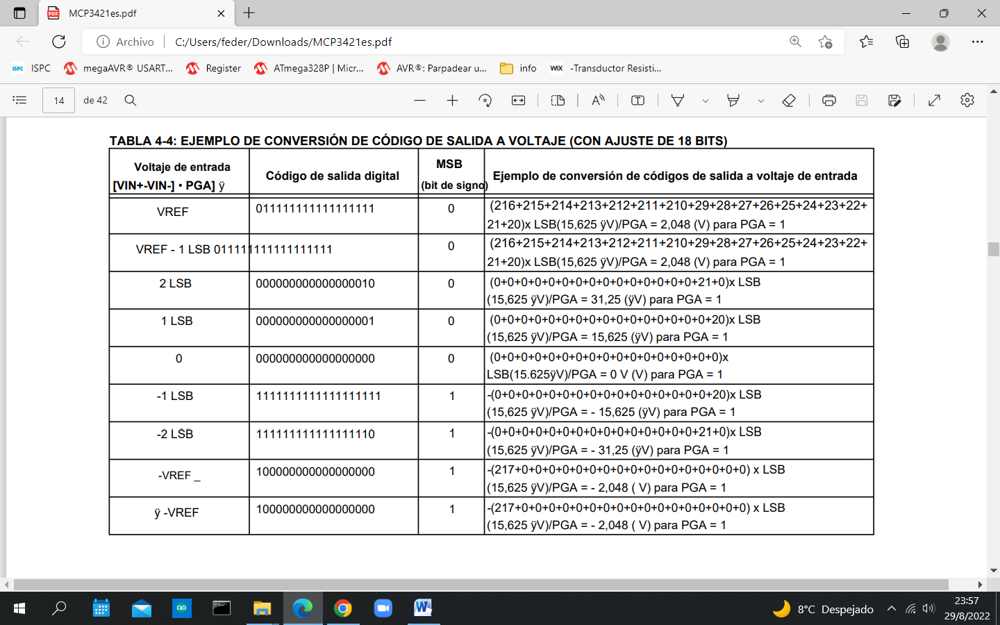 MCP3421es.pdf
Archivo
C:/Users/feder/Downloads/MCP3421es.pdf
ISPC
ISPC
megaAVR® USART...
Register
ATmega328P | Micr...
AVR®: Parpadear u...
info
WIX
-Transductor Resisti...
14
de 42
TABLA 4-4: EJEMPLO DE CONVERSIÓN DE CÓDIGO DE SALIDA A VOLTAJE (CON AJUSTE DE 18 BITS)
Voltaje de entrada
[VIN+-VIN-] • PGA] ÿ
Código de salida digital
MSB
(bit de signo)
Ejemplo de conversión de códigos de salida a voltaje de entrada
VREF
011111111111111111
0
(216+215+214+213+212+211+210+29+28+27+26+25+24+23+22+
21+20)x LSB(15,625 ÿV)/PGA = 2,048 (V) para PGA = 1
VREF - 1 LSB 011111111111111111
0
(216+215+214+213+212+211+210+29+28+27+26+25+24+23+22+
21+20)x LSB(15,625 ÿV)/PGA = 2,048 (V) para PGA = 1
2 LSB
000000000000000010
0
(0+0+0+0+0+0+0+0+0+0+0+0+0+0+0+21+0)x LSB
(15,625 ÿV)/PGA = 31,25 (ÿV) para PGA = 1
1 LSB
000000000000000001
0
(0+0+0+0+0+0+0+0+0+0+0+0+0+0+0+0+20)x LSB
(15,625 ÿV)/PGA = 15,625 (ÿV) para PGA = 1
0
000000000000000000
0
(0+0+0+0+0+0+0+0+0+0+0+0+0+0+0+0+0)x
LSB(15.625ÿV)/PGA = 0 V (V) para PGA = 1
-1 LSB
111111111111111111
1
-(0+0+0+0+0+0+0+0+0+0+0+0+0+0+0+0+20)x LSB
(15,625 ÿV)/PGA = - 15,625 (ÿV) para PGA = 1
-2 LSB
111111111111111110
1
-(0+0+0+0+0+0+0+0+0+0+0+0+0+0+0+21+0)x LSB
(15,625 ÿV)/PGA = - 31,25 (ÿV) para PGA = 1
-VREF _
100000000000000000
1
-(217+0+0+0+0+0+0+0+0+0+0+0+0+0+0+0+0+0) x LSB
(15,625 ÿV)/PGA = - 2,048 ( V) para PGA = 1
ÿ -VREF
100000000000000000
1
-(217+0+0+0+0+0+0+0+0+0+0+0+0+0+0+0+0+0) x LSB
(15,625 ÿV)/PGA = - 2,048 ( V) para PGA = 1
8°C Despejado
23:57
29/8/2022